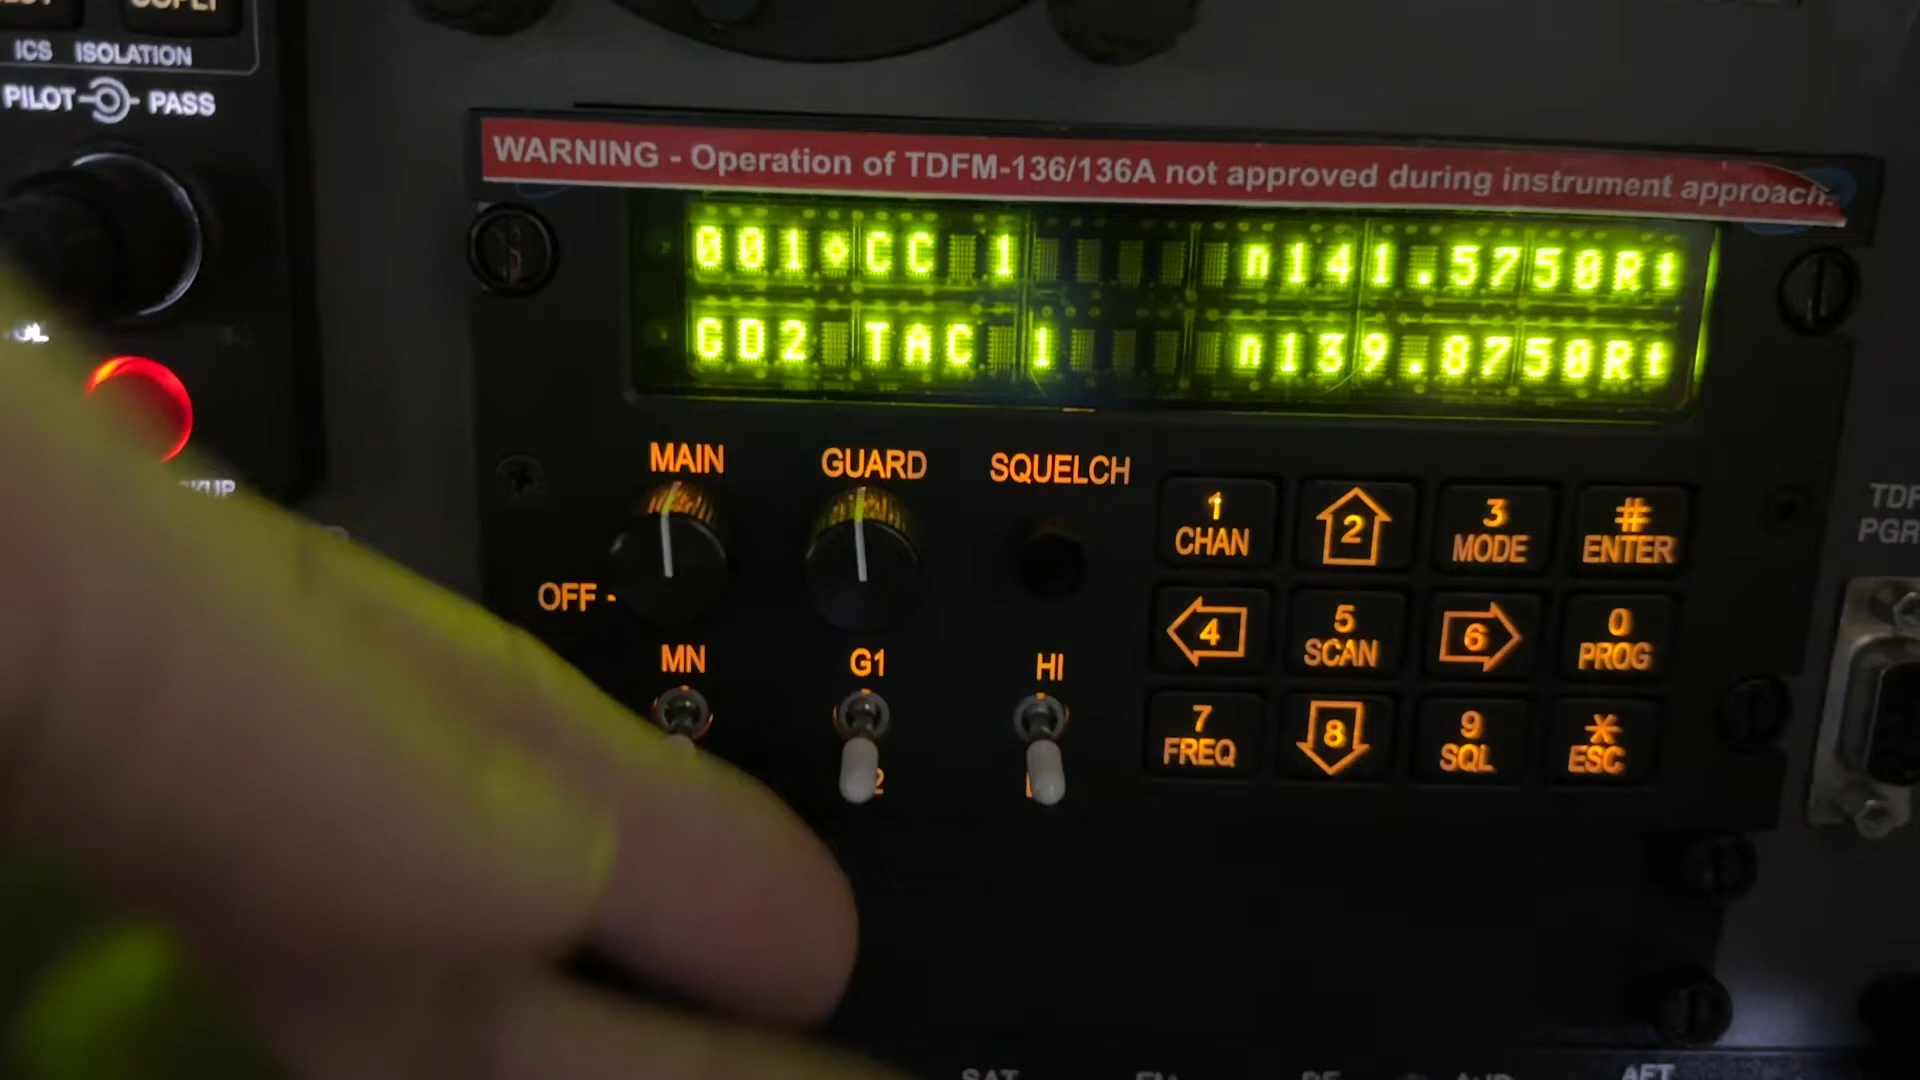 ICS ISOLATION
PILOT PASS
WARNING - Operation of TDFM-136/136A not approved during instrument approach.
001 CC 1 n141.5750Rt
GD2 TAC 1 n139.8750Rt
MAIN GUARD SQUELCH
OFF -
MN G1 HI
2
1 CHAN
2
3 MODE
# ENTER
4
5 SCAN
6
0 PROG
7 FREQ
8
9 SQL
* ESC